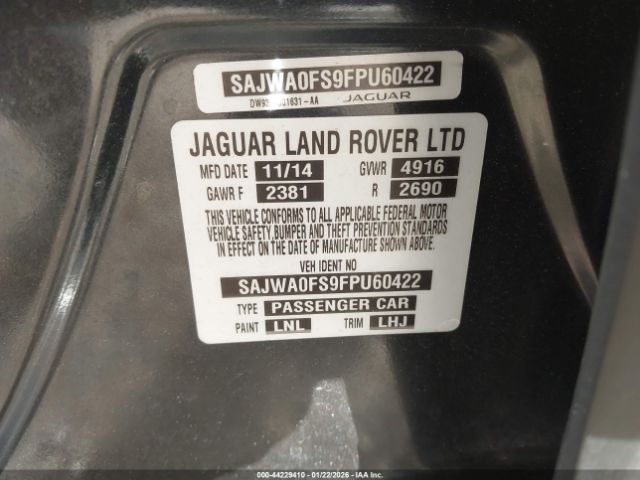 SAJWA0FS9FPU60422
JAGUAR
JAGUAR LAND ROVER LTD
MFD DATE 11/14 GVWR 4916
GAWR F 2381 R 2690
THIS VEHICLE CONFORMS TO ALL APPLICABLE FEDERAL MOTOR
VEHICLE SAFETY,BUMPER AND THEFT PREVENTION STANDARDS
IN EFFECT ON THE DATE OF MANUFACTURE SHOWN ABOVE.
VEH IDENT NO
SAJWA0FS9FPU60422
TYPE PASSENGER CAR
PAINT LNL TRIM LHJ
000-44229410 | 01/22/2026 - IAAI Corp